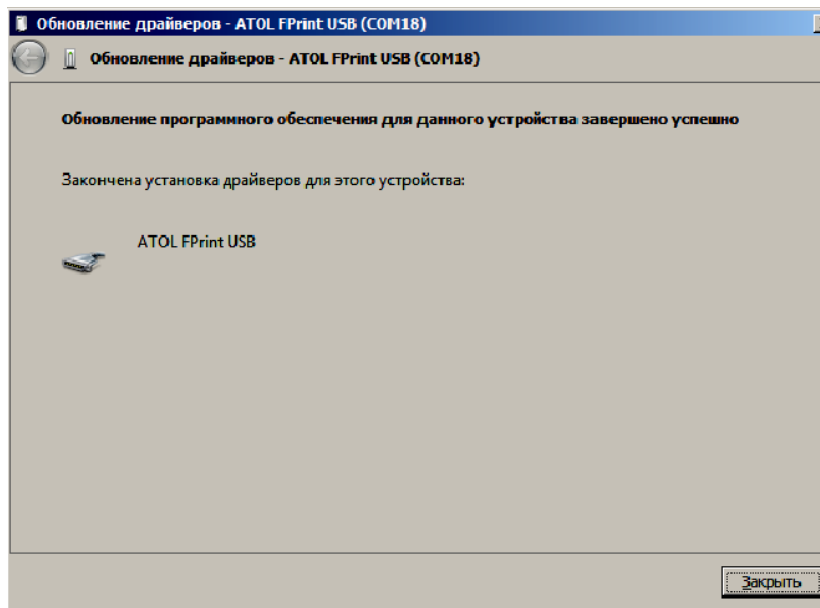 Обновление драйверов - ATOL FPrint USB (COM18)
Обновление драйверов - ATOL FPrint USB (COM18)
Обновление программного обеспечения для данного устройства завершено успешно
Закончена установка драйверов для этого устройства:
ATOL FPrint USB
Закрыть